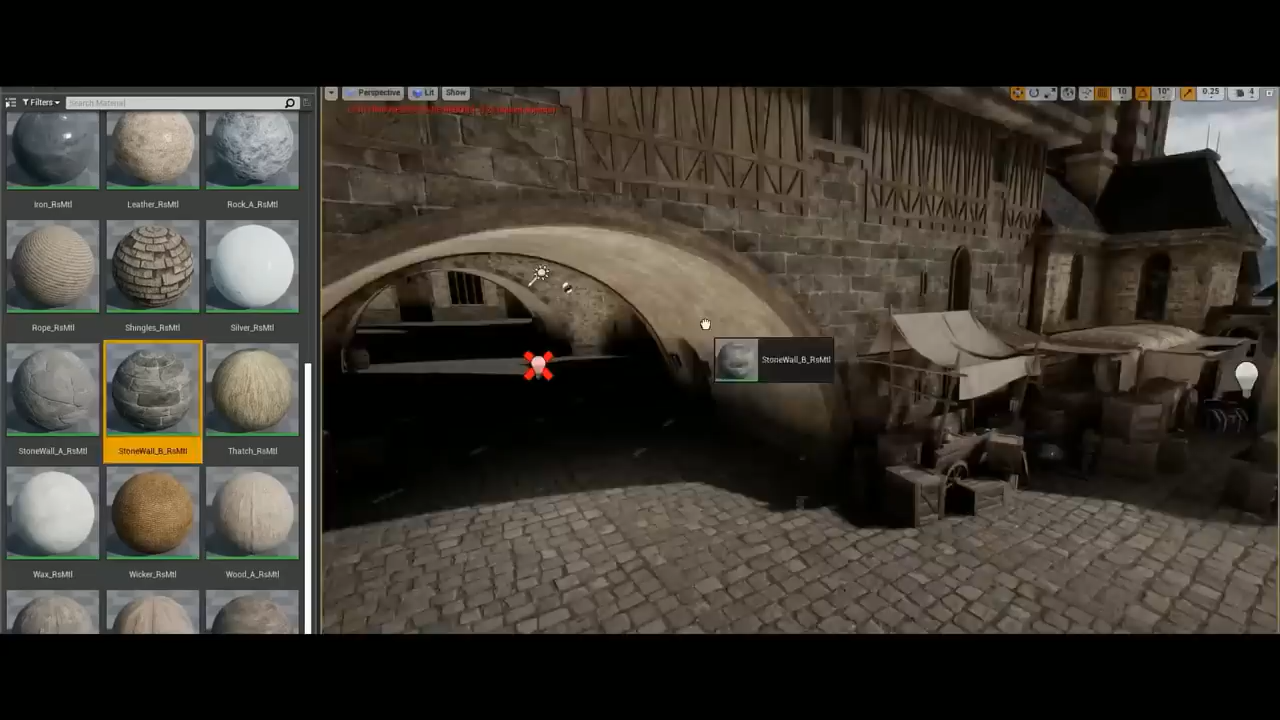 Filters
Search Material
Perspective
Lit
Show
10
10°
0.25
4
Iron_RsMtl
Leather_RsMtl
Rock_A_RsMtl
Rope_RsMtl
Shingles_RsMtl
Silver_RsMtl
StoneWall_B_RsMtl
StoneWall_A_RsMtl
StoneWall_B_RsMtl
Thatch_RsMtl
Wax_RsMtl
Wicker_RsMtl
Wood_A_RsMtl